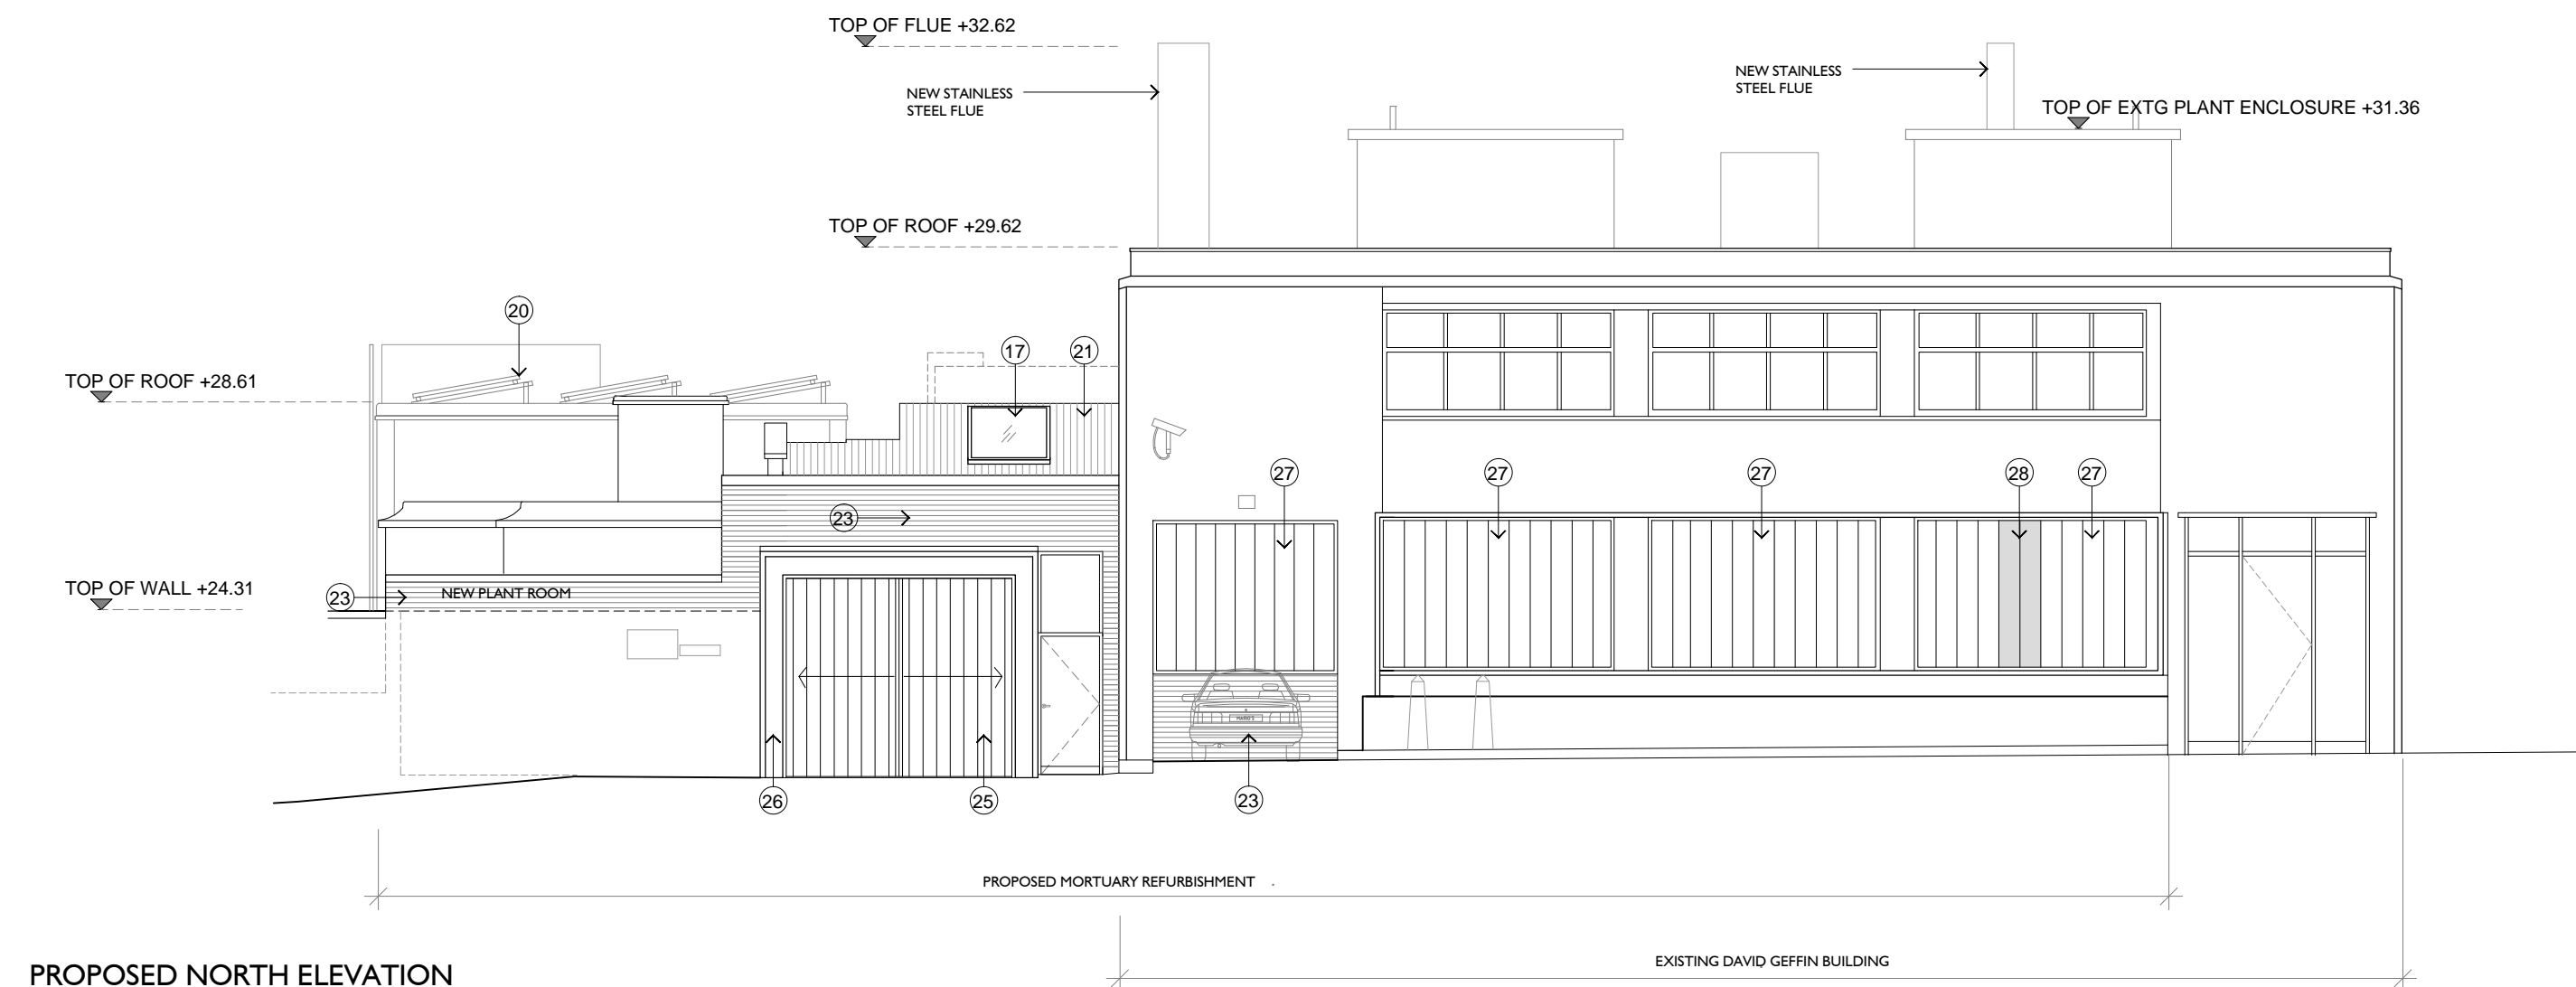 TOP OF FLUE +32.62
NEW STAINLESS
STEEL FLUE
NEW STAINLESS
STEEL FLUE
TOP OF EXTG PLANT ENCLOSURE +31.36
TOP OF ROOF +29.62
20
17
21
TOP OF ROOF +28.61
27
27
27
28
27
23
TOP OF WALL +24.31
23
NEW PLANT ROOM
26
25
23
PROPOSED MORTUARY REFURBISHMENT
EXISTING DAVID GEFFIN BUILDING
PROPOSED NORTH ELEVATION